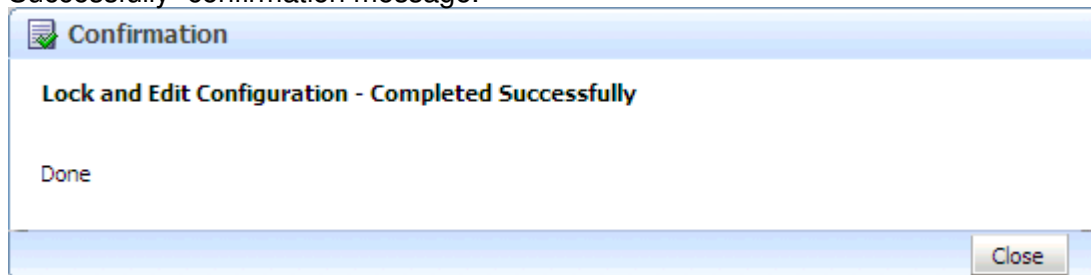 Successfully" confirmation message.
Confirmation
Lock and Edit Configuration - Completed Successfully
Done
Close